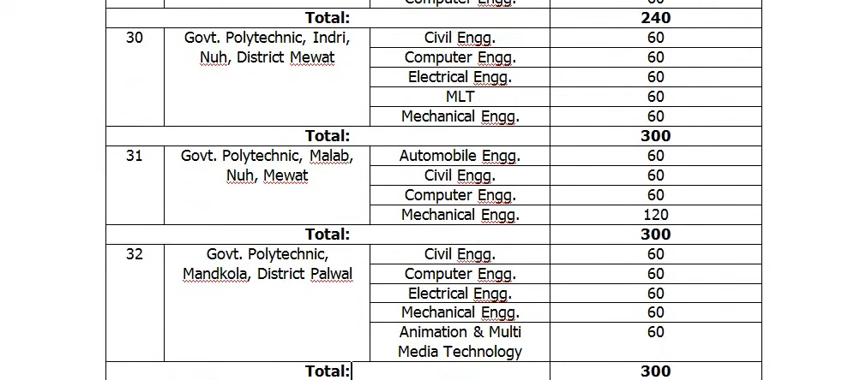 Computer Engg. 60
Total: 240
30 Govt. Polytechnic, Indri, Civil Engg. 60
Nuh, District Mewat Computer Engg. 60
Electrical Engg. 60
MLT 60
Mechanical Engg. 60
Total: 300
31 Govt. Polytechnic, Malab, Automobile Engg. 60
Nuh, Mewat Civil Engg. 60
Computer Engg. 60
Mechanical Engg. 120
Total: 300
32 Govt. Polytechnic, Civil Engg. 60
Mandkola, District Palwal Computer Engg. 60
Electrical Engg. 60
Mechanical Engg. 60
Animation & Multi 60
Media Technology
Total: 300